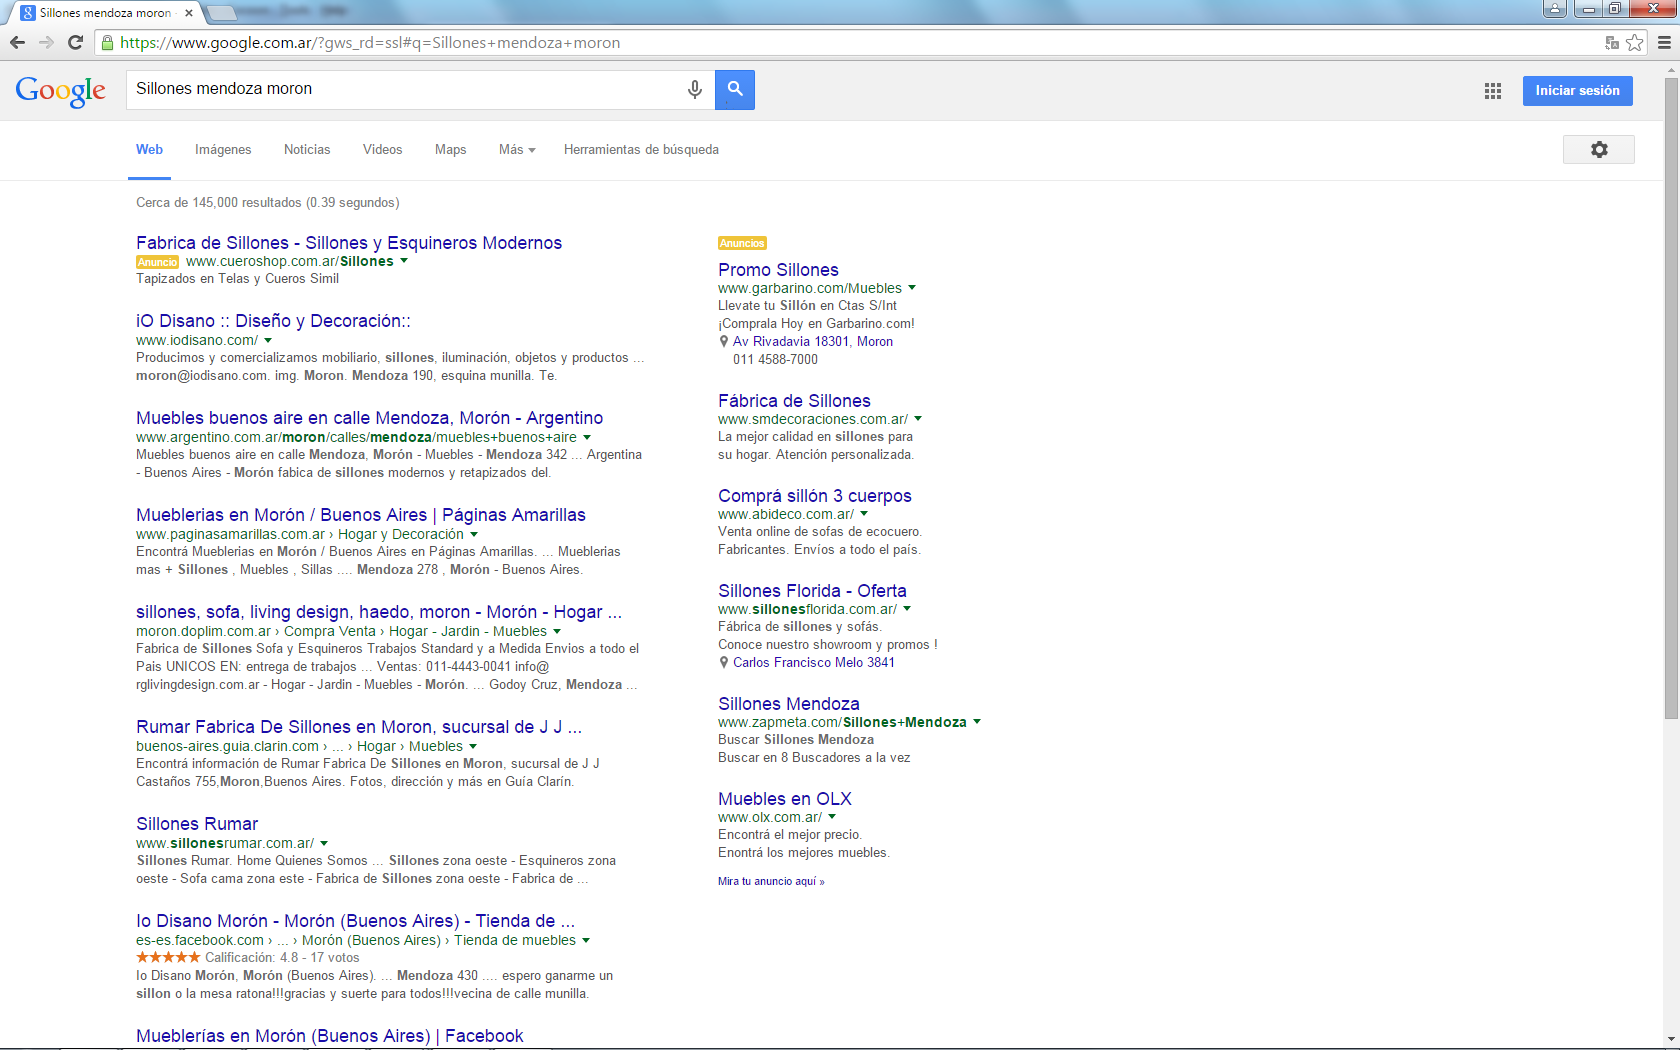 Sillones mendoza moron
https://www.google.com.ar/?gws_rd=ssl#q=Sillones+mendoza+moron
Google
Sillones mendoza moron
Iniciar sesión
Web Imágenes Noticias Videos Maps Más Herramientas de búsqueda
Cerca de 145,000 resultados (0.39 segundos)
Fabrica de Sillones - Sillones y Esquineros Modernos
Anuncio www.cueroshop.com.ar/Sillones
Tapizados en Telas y Cueros Simil
iO Disano :: Diseño y Decoración::
www.iodisano.com/
Producimos y comercializamos mobiliario, sillones, iluminación, objetos y productos ...
moron@iodisano.com. img. Moron. Mendoza 190, esquina munilla. Te.
Muebles buenos aire en calle Mendoza, Morón - Argentino
www.argentino.com.ar/moron/calles/mendoza/muebles+buenos+aire
Muebles buenos aire en calle Mendoza, Morón - Muebles - Mendoza 342 ... Argentina
- Buenos Aires - Morón fabica de sillones modernos y retapizados del.
Mueblerias en Morón / Buenos Aires | Páginas Amarillas
www.paginasamarillas.com.ar › Hogar y Decoración
Encontrá Mueblerias en Morón / Buenos Aires en Páginas Amarillas. ... Mueblerias
mas + Sillones , Muebles , Sillas .... Mendoza 278 , Morón - Buenos Aires.
sillones, sofa, living design, haedo, moron - Morón - Hogar ...
moron.doplim.com.ar › Compra Venta › Hogar - Jardin - Muebles
Fabrica de Sillones Sofa y Esquineros Trabajos Standard y a Medida Envios a todo el
Pais UNICOS EN: entrega de trabajos ... Ventas: 011-4443-0041 info@
rglivingdesign.com.ar - Hogar - Jardin - Muebles - Morón. ... Godoy Cruz, Mendoza ...
Rumar Fabrica De Sillones en Moron, sucursal de J J ...
buenos-aires.guia.clarin.com › ... › Hogar › Muebles
Encontrá información de Rumar Fabrica De Sillones en Moron, sucursal de J J
Castaños 755,Moron,Buenos Aires. Fotos, dirección y más en Guía Clarín.
Sillones Rumar
www.sillonesrumar.com.ar/
Sillones Rumar. Home Quienes Somos ... Sillones zona oeste - Esquineros zona
oeste - Sofa cama zona este - Fabrica de Sillones zona oeste - Fabrica de ...
Io Disano Morón - Morón (Buenos Aires) - Tienda de ...
es-es.facebook.com › ... › Morón (Buenos Aires) › Tienda de muebles
Calificación: 4.8 - 17 votos
Io Disano Morón, Morón (Buenos Aires). ... Mendoza 430 .... espero ganarme un
sillon o la mesa ratona!!!gracias y suerte para todos!!!vecina de calle munilla.
Mueblerías en Morón (Buenos Aires) | Facebook
Anuncios
Promo Sillones
www.garbarino.com/Muebles
Llevate tu Sillón en Ctas S/Int
¡Comprala Hoy en Garbarino.com!
Av Rivadavia 18301, Moron
011 4588-7000
Fábrica de Sillones
www.smdecoraciones.com.ar/
La mejor calidad en sillones para
su hogar. Atención personalizada.
Comprá sillón 3 cuerpos
www.abideco.com.ar/
Venta online de sofas de ecocuero.
Fabricantes. Envíos a todo el país.
Sillones Florida - Oferta
www.sillonesflorida.com.ar/
Fábrica de sillones y sofás.
Conoce nuestro showroom y promos !
Carlos Francisco Melo 3841
Sillones Mendoza
www.zapmeta.com/Sillones+Mendoza
Buscar Sillones Mendoza
Buscar en 8 Buscadores a la vez
Muebles en OLX
www.olx.com.ar/
Encontrá el mejor precio.
Enontrá los mejores muebles.
Mira tu anuncio aquí »